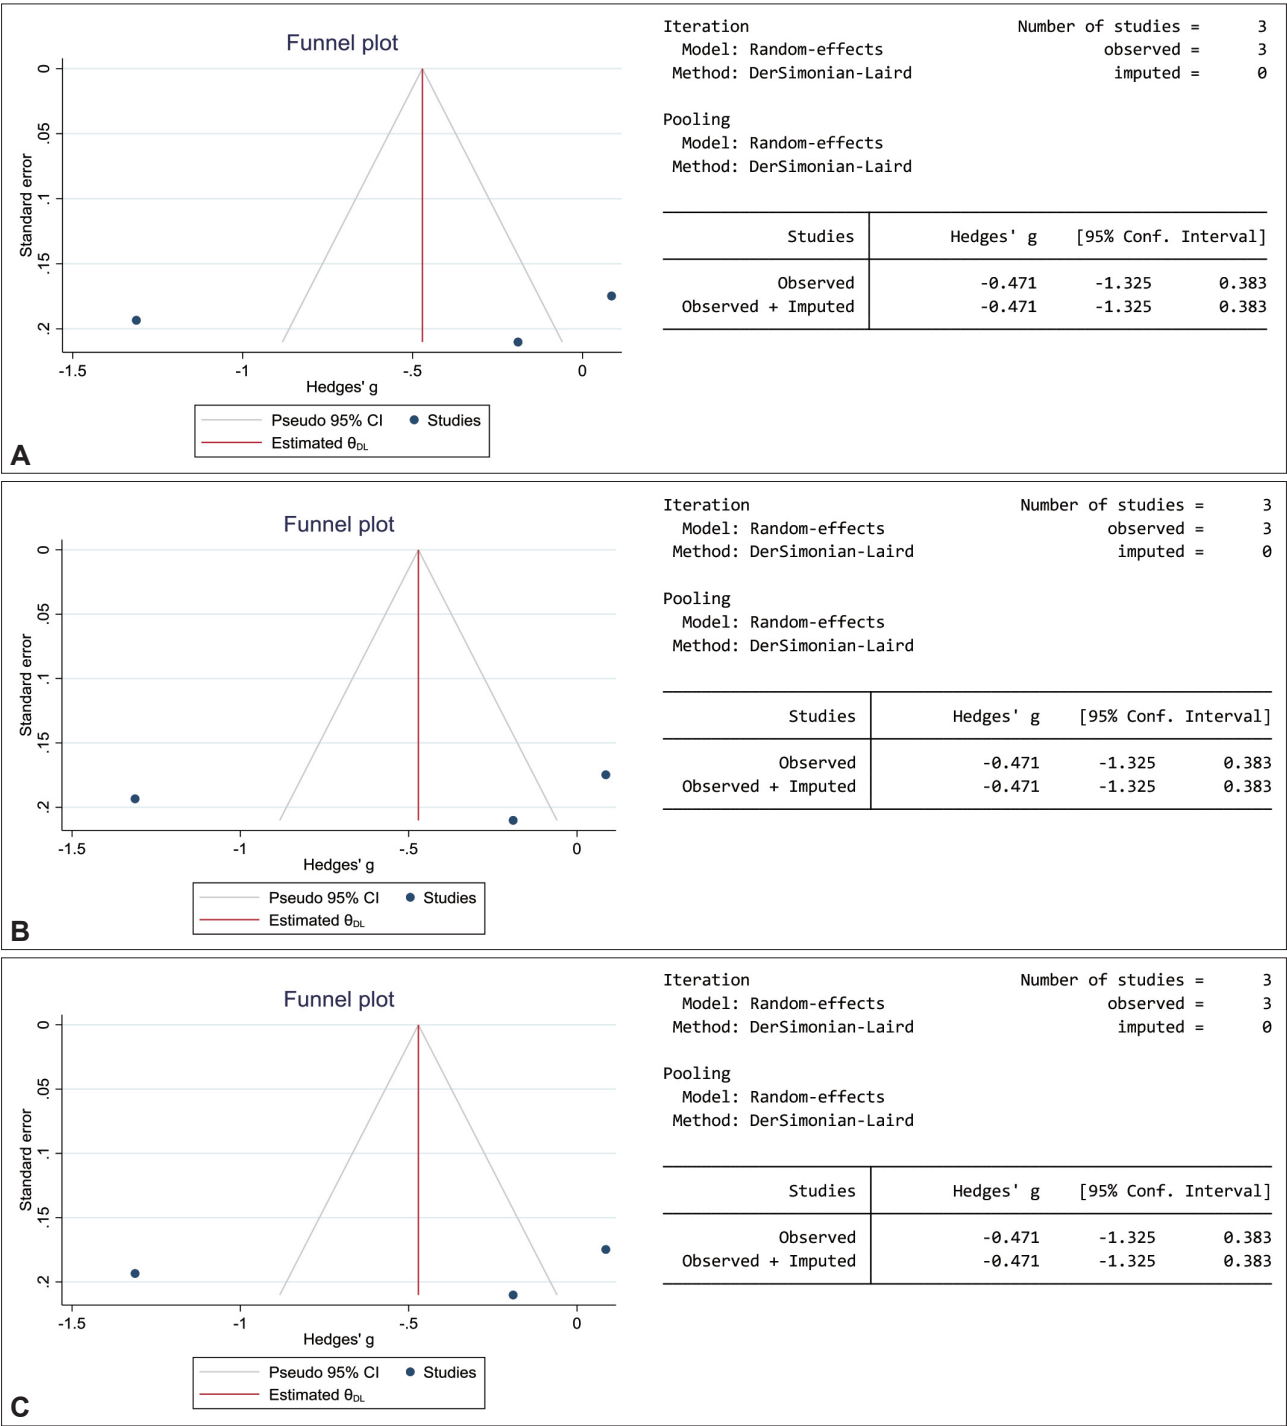 Funnel plot
0
.05
.1
.15
.2
Standard error
-1.5 -1 -.5 0
Hedges' g
Pseudo 95% CI Studies
Estimated θDL
A
Iteration Number of studies = 3
Model: Random-effects observed = 3
Method: DerSimonian-Laird imputed = 0
Pooling
Model: Random-effects
Method: DerSimonian-Laird
Studies Hedges' g [95% Conf. Interval]
Observed -0.471 -1.325 0.383
Observed + Imputed -0.471 -1.325 0.383
Funnel plot
0
.05
.1
.15
.2
Standard error
-1.5 -1 -.5 0
Hedges' g
Pseudo 95% CI Studies
Estimated θDL
B
Iteration Number of studies = 3
Model: Random-effects observed = 3
Method: DerSimonian-Laird imputed = 0
Pooling
Model: Random-effects
Method: DerSimonian-Laird
Studies Hedges' g [95% Conf. Interval]
Observed -0.471 -1.325 0.383
Observed + Imputed -0.471 -1.325 0.383
Funnel plot
0
.05
.1
.15
.2
Standard error
-1.5 -1 -.5 0
Hedges' g
Pseudo 95% CI Studies
Estimated θDL
C
Iteration Number of studies = 3
Model: Random-effects observed = 3
Method: DerSimonian-Laird imputed = 0
Pooling
Model: Random-effects
Method: DerSimonian-Laird
Studies Hedges' g [95% Conf. Interval]
Observed -0.471 -1.325 0.383
Observed + Imputed -0.471 -1.325 0.383